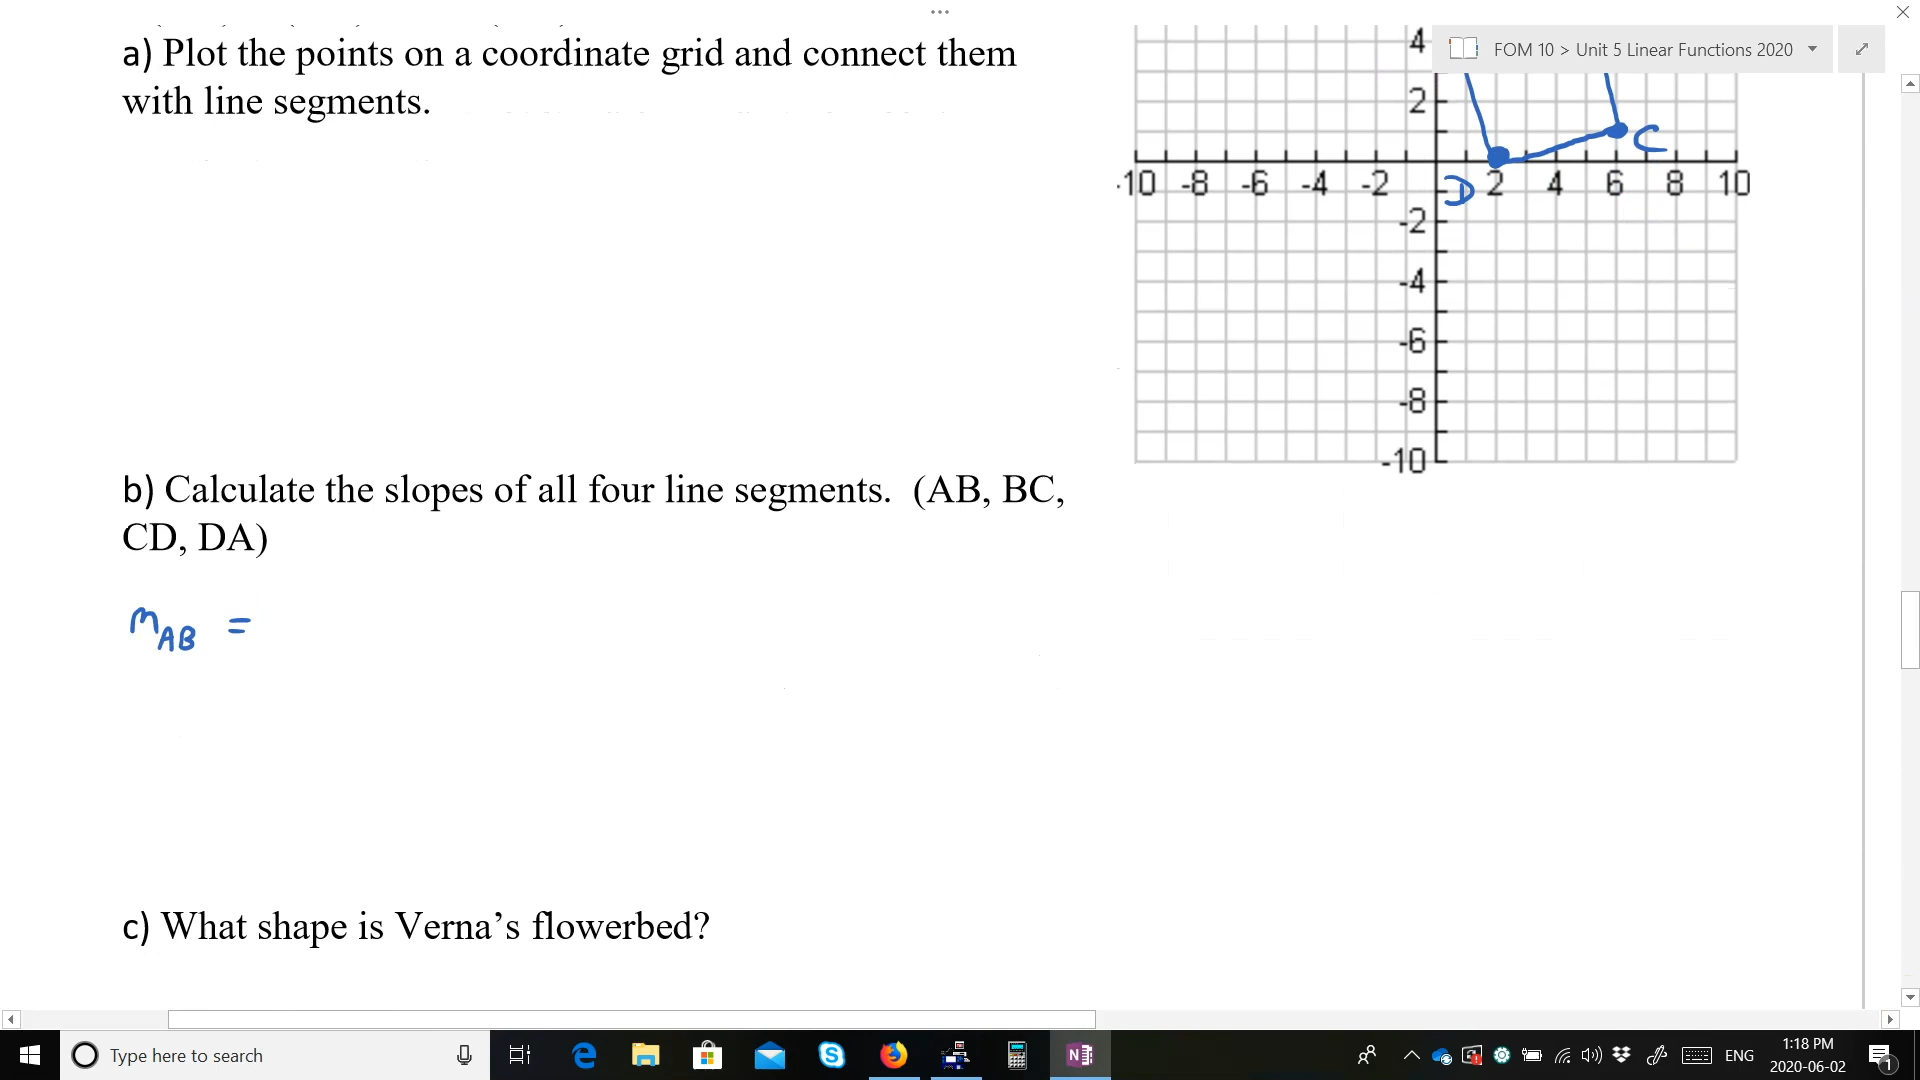 a) Plot the points on a coordinate grid and connect them
with line segments.
FOM 10 > Unit 5 Linear Functions 2020
4
2
C
-10 -8 -6 -4 -2 2 4 6 8 10
D
-2
-4
-6
-8
-10
b) Calculate the slopes of all four line segments. (AB, BC,
CD, DA)
mAB =
c) What shape is Verna’s flowerbed?
Type here to search
N
ENG
1:18 PM
2020-06-02
1